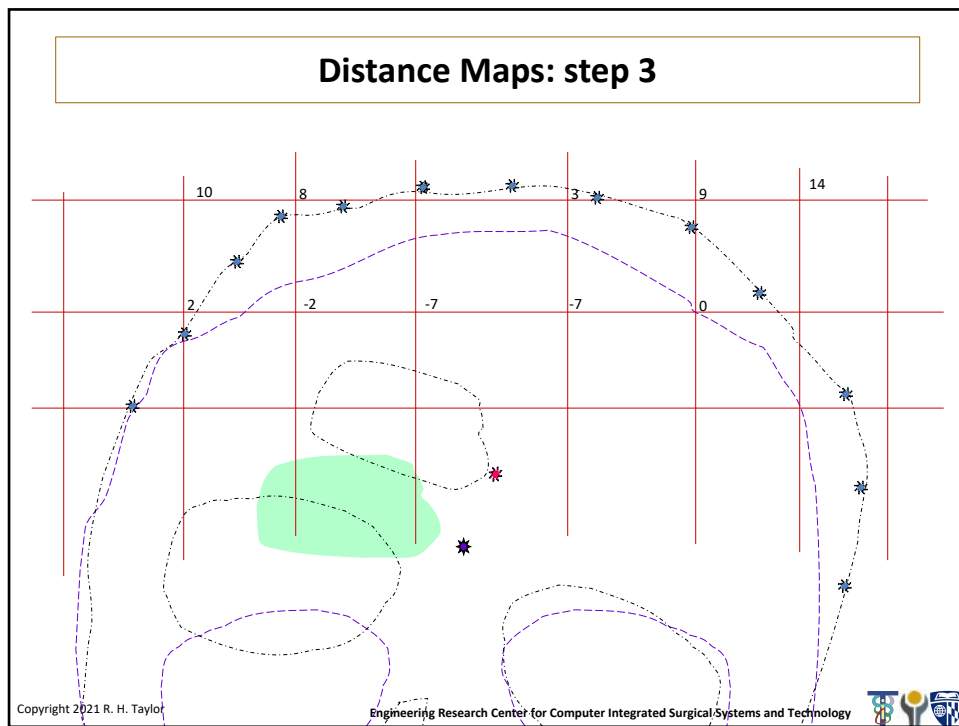 Distance Maps: step 3
10 8 3 9 14
2 -2 -7 -7 0
Copyright 2021 R. H. Taylor
Engineering Research Center for Computer Integrated Surgical Systems and Technology